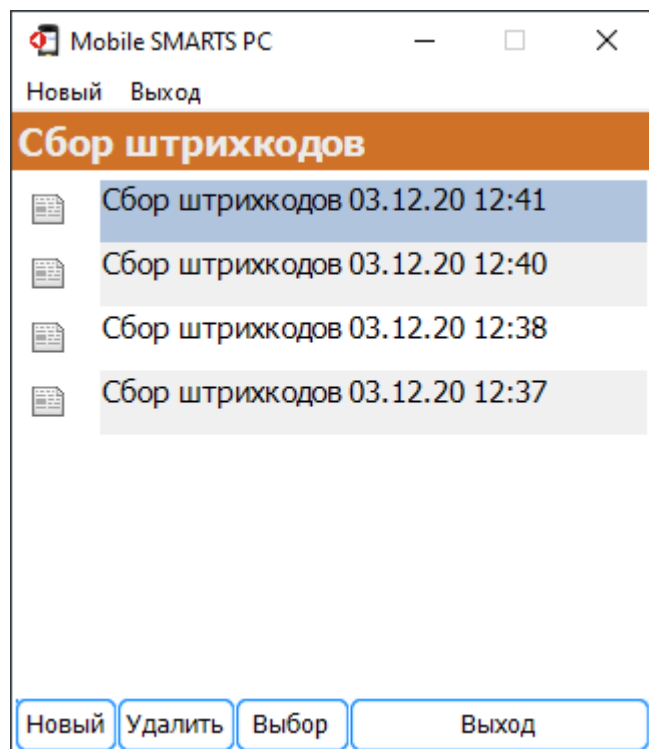 Mobile SMARTS PC
Новый Выход
Сбор штрихкодов
Сбор штрихкодов 03.12.20 12:41
Сбор штрихкодов 03.12.20 12:40
Сбор штрихкодов 03.12.20 12:38
Сбор штрихкодов 03.12.20 12:37
Новый Удалить Выбор Выход